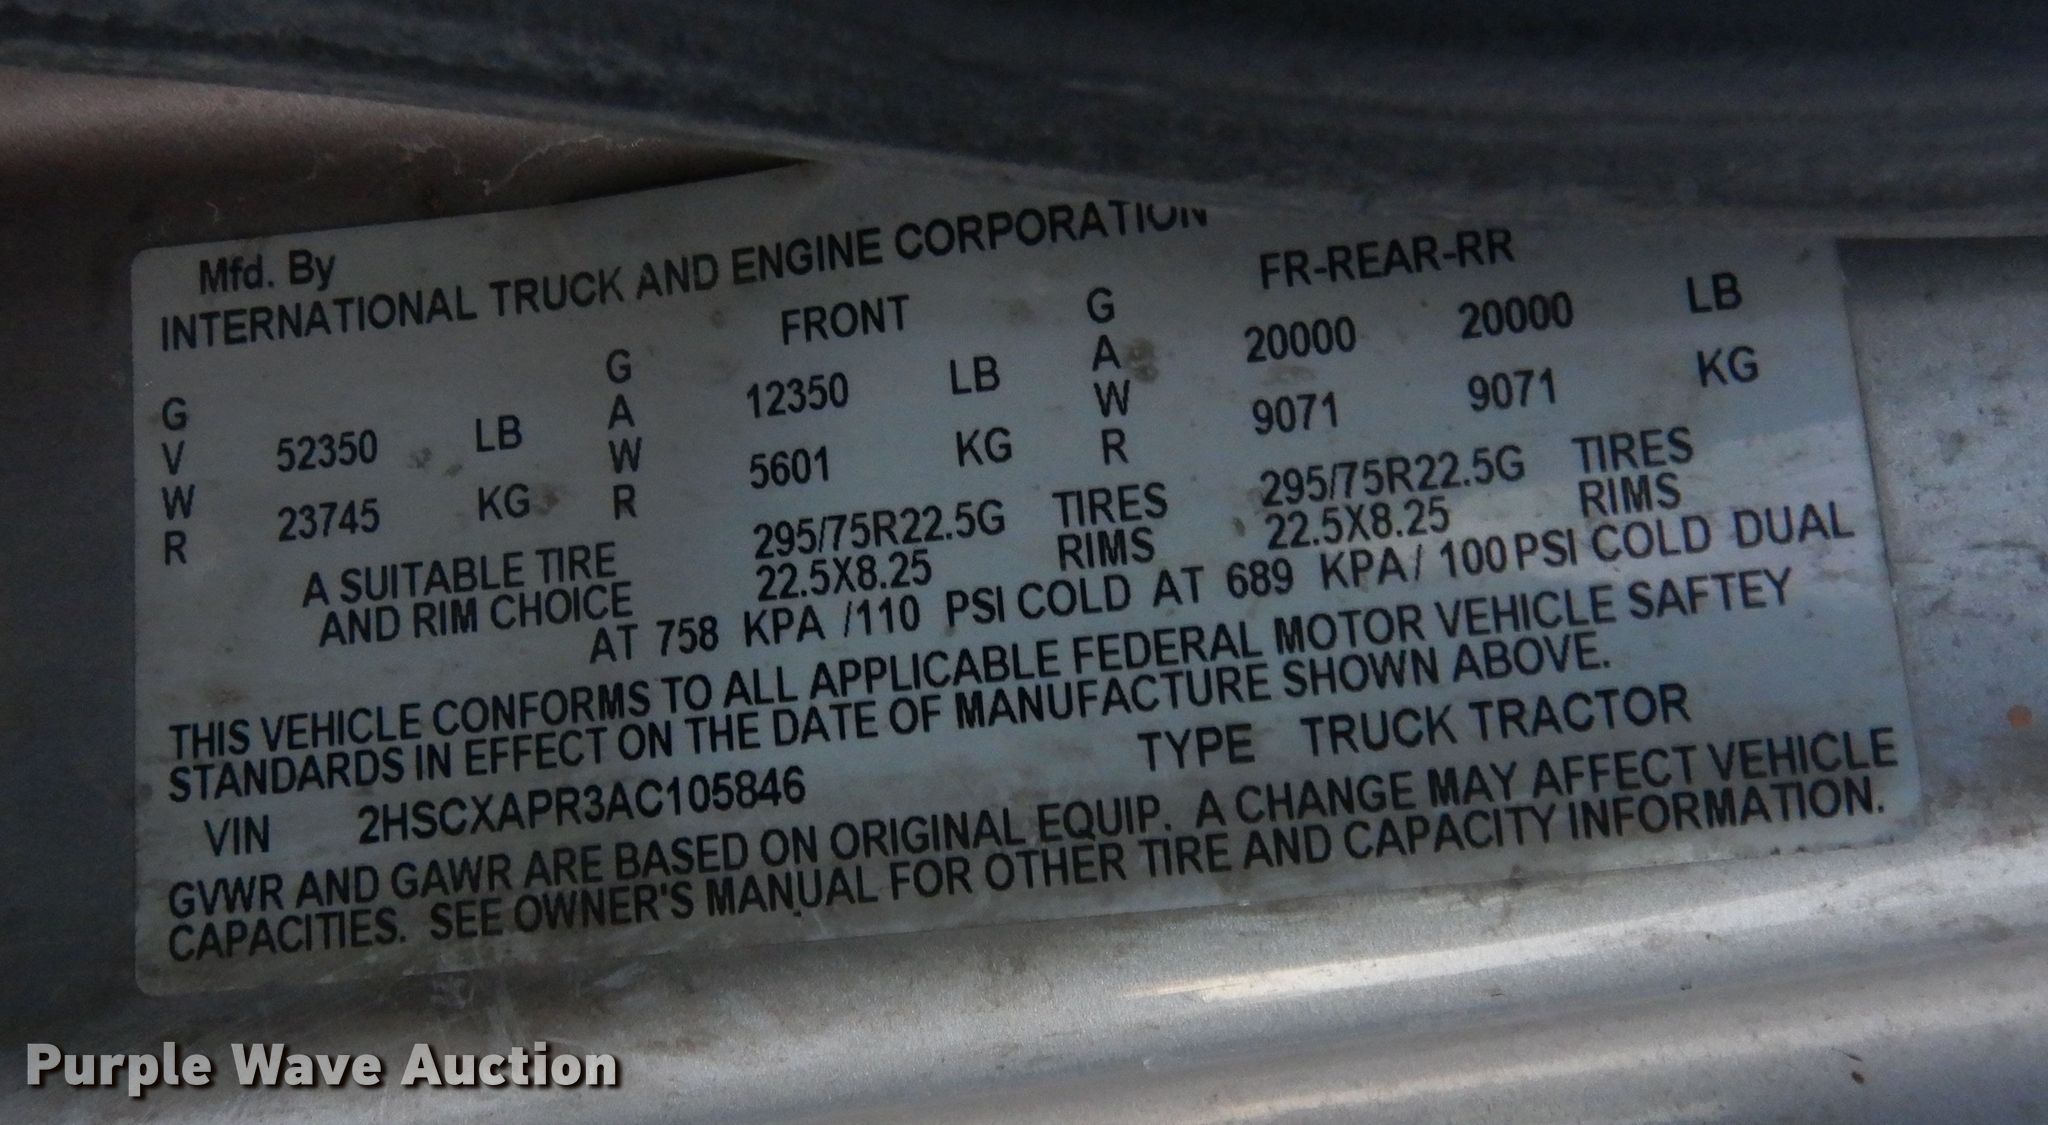 Mfd. By
INTERNATIONAL TRUCK AND ENGINE CORPORATION
G V W R 52350 LB 23745 KG
G A W R FRONT 12350 LB 5601 KG
G A W R FR-REAR-RR 20000 20000 LB 9071 9071 KG
A SUITABLE TIRE 295/75R22.5G TIRES 295/75R22.5G TIRES
AND RIM CHOICE 22.5X8.25 RIMS 22.5X8.25 RIMS
AT 758 KPA /110 PSI COLD AT 689 KPA/ 100 PSI COLD DUAL
THIS VEHICLE CONFORMS TO ALL APPLICABLE FEDERAL MOTOR VEHICLE SAFTEY
STANDARDS IN EFFECT ON THE DATE OF MANUFACTURE SHOWN ABOVE.
VIN 2HSCXAPR3AC105846 TYPE TRUCK TRACTOR
GVWR AND GAWR ARE BASED ON ORIGINAL EQUIP. A CHANGE MAY AFFECT VEHICLE
CAPACITIES. SEE OWNER'S MANUAL FOR OTHER TIRE AND CAPACITY INFORMATION.
Purple Wave Auction